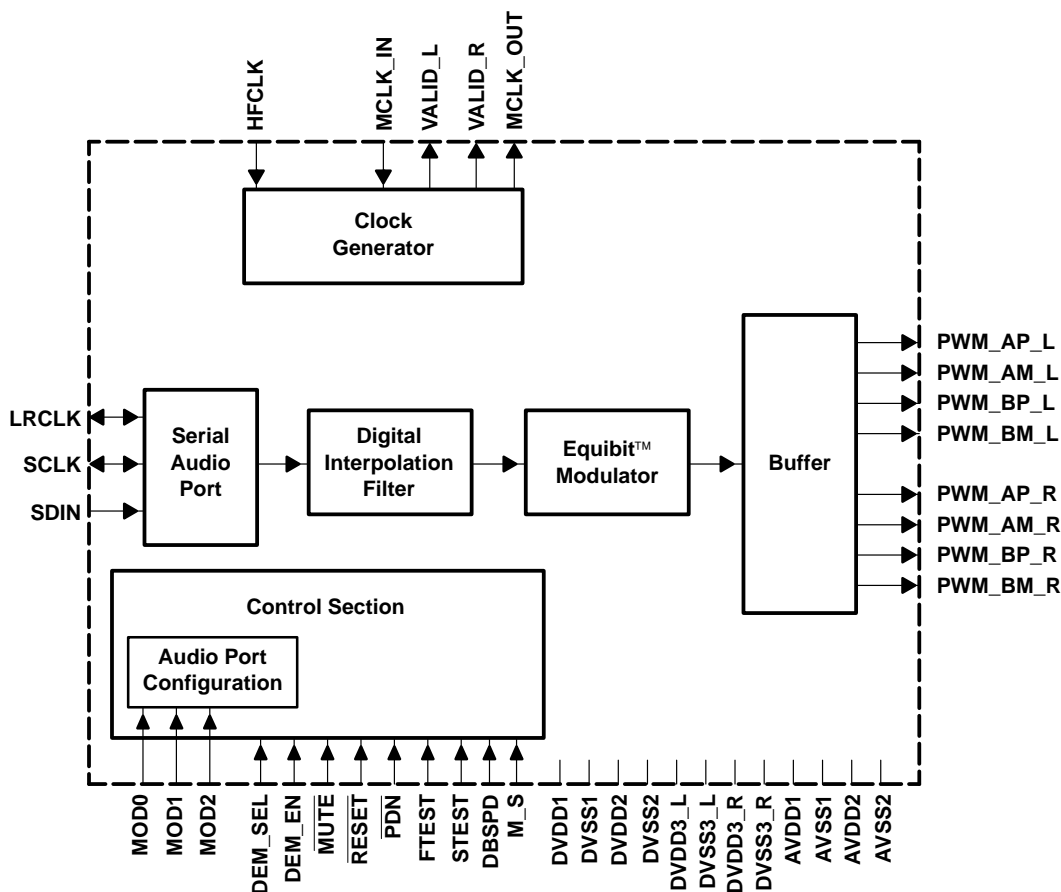 HFCLK
MCLK_IN
VALID_L
VALID_R
MCLK_OUT
Clock
Generator
LRCLK
SCLK
SDIN
Serial
Audio
Port
Digital
Interpolation
Filter
Equibit™
Modulator
Buffer
PWM_AP_L
PWM_AM_L
PWM_BP_L
PWM_BM_L
PWM_AP_R
PWM_AM_R
PWM_BP_R
PWM_BM_R
Control Section
Audio Port
Configuration
MOD0
MOD1
MOD2
DEM_SEL
DEM_EN
MUTE
RESET
PDN
FTEST
STEST
DBSPD
M_S
DVDD1
DVSS1
DVDD2
DVSS2
DVDD3_L
DVSS3_L
DVDD3_R
DVSS3_R
AVDD1
AVSS1
AVDD2
AVSS2